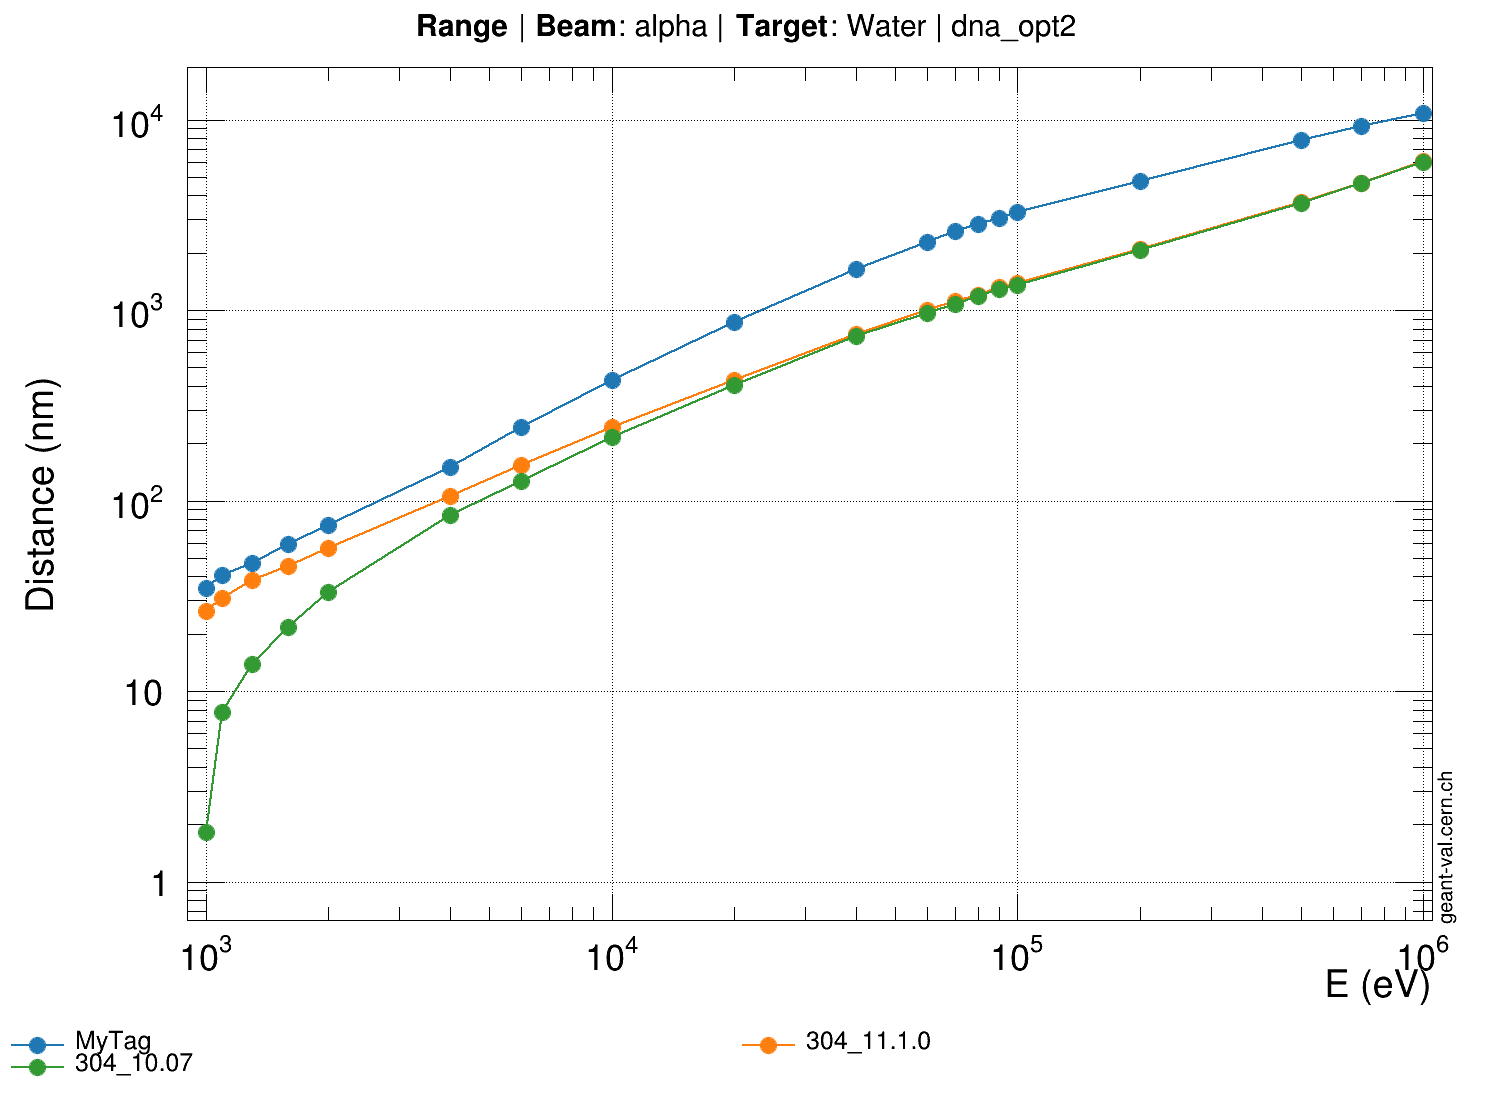 Range | Beam: alpha | Target: Water | dna_opt2
10⁴
10³
10²
10
1
Distance (nm)
10³ 10⁴ 10⁵ 10⁶
E (eV)
geant-val.cern.ch
MyTag
304_11.1.0
304_10.07